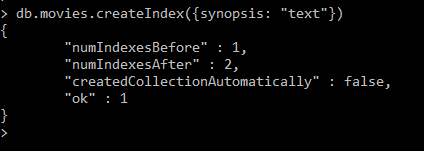 > db.movies.createIndex({synopsis: "text"})
{
        "numIndexesBefore" : 1,
        "numIndexesAfter" : 2,
        "createdCollectionAutomatically" : false,
        "ok" : 1
}
>